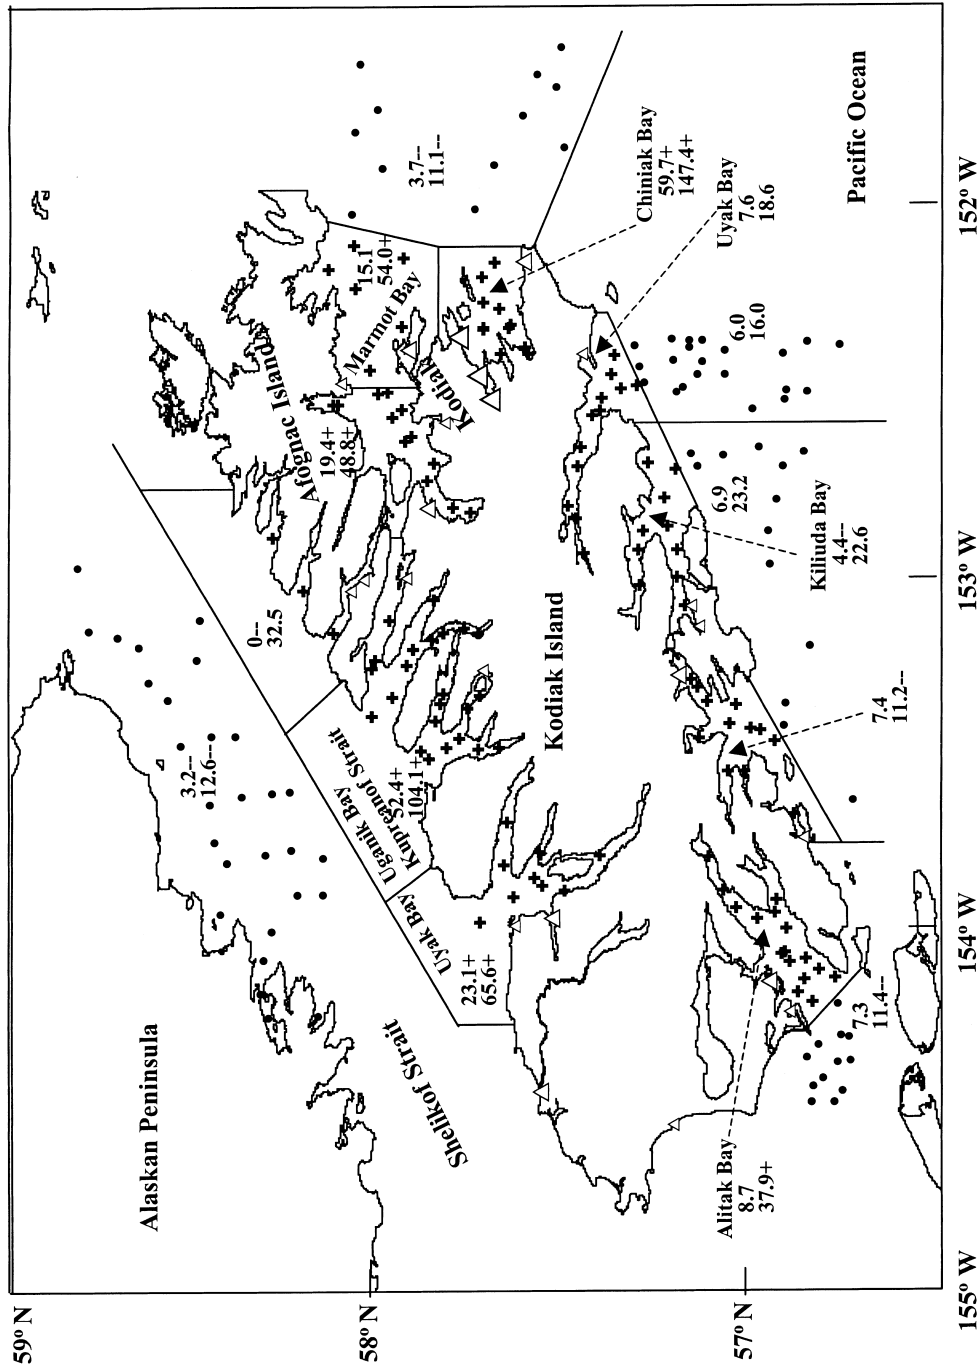 59° N
58° N
57° N
155° W
154° W
153° W
152° W
Alaskan Peninsula
Shelikof Strait
3.2--
12.6--
0--
32.5
Afognac Island
19.4+
48.8+
15.1
54.0+
Marmot Bay
3.7--
11.1--
Kodiak
Uganik Bay
Kupreanof Strait
52.4+
104.1+
Uyak Bay
23.1+
65.6+
Kodiak Island
Chiniak Bay
59.7+
147.4+
Uyak Bay
7.6
18.6
Pacific Ocean
6.0
16.0
6.9
23.2
Kiliuda Bay
4.4--
22.6
7.4
11.2--
7.3
11.4--
Alitak Bay
8.7
37.9+